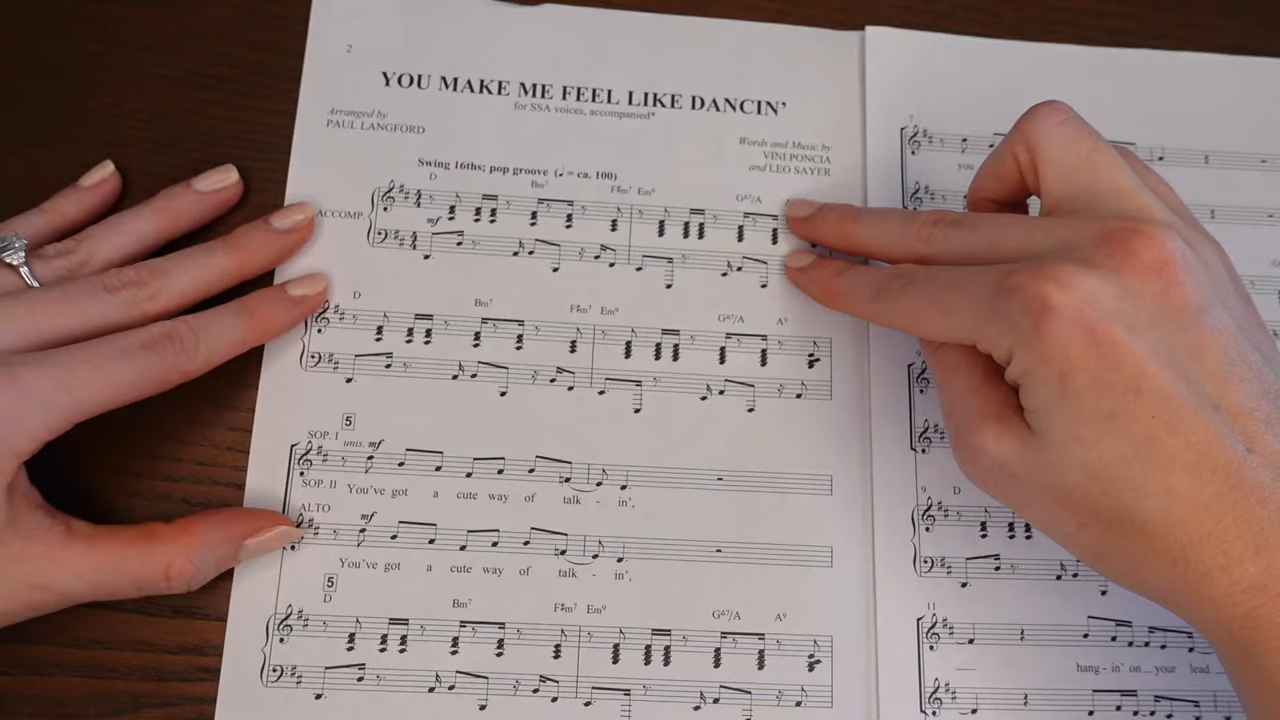 2
YOU MAKE ME FEEL LIKE DANCIN'
for SSA voices, accompanied*
Arranged by
PAUL LANGFORD
Words and Music by
VINI PONCIA
and LEO SAYER
Swing 16ths; pop groove (♩ = ca. 100)
D Bm7 F♯m7 Em9 G△7/A
ACCOMP.
mf
D Bm7 F♯m7 Em9 G△7/A A9
5
SOP. I unis. mf
SOP. II You've got a cute way of talk - in',
ALTO
mf
You've got a cute way of talk - in',
5
D Bm7 F♯m7 Em9 G△7/A A9
7
you
9
9 D
11
hang - in' on your lead